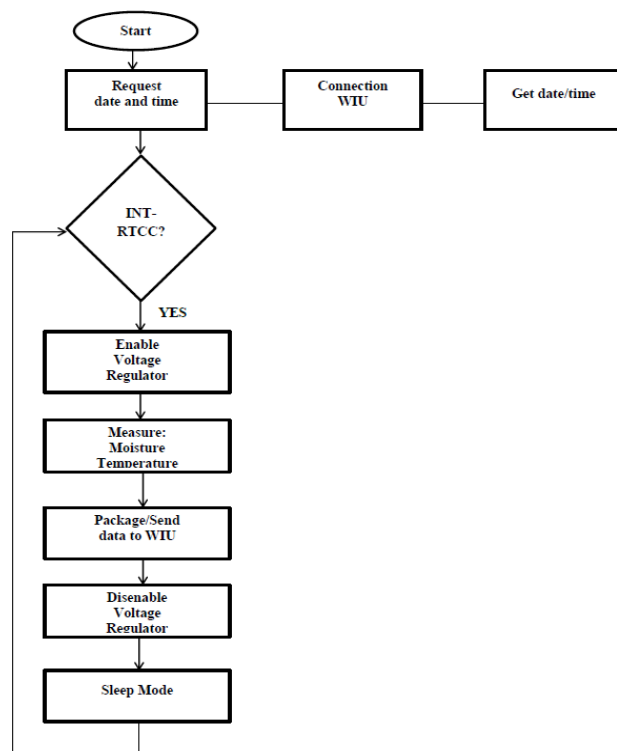 Start
Request
date and time
Connection
WIU
Get date/time
INT-
RTCC?
YES
Enable
Voltage
Regulator
Measure:
Moisture
Temperature
Package/Send
data to WIU
Disenable
Voltage
Regulator
Sleep Mode